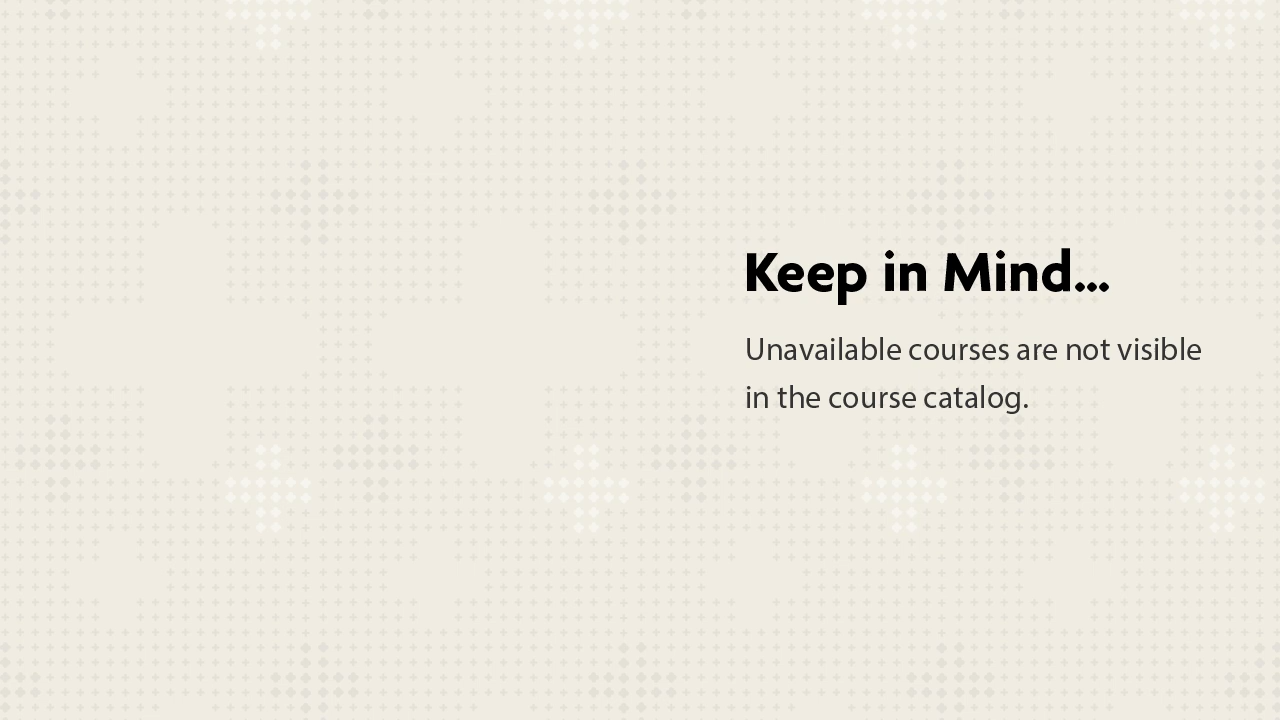 Keep in Mind...
Unavailable courses are not visible
in the course catalog.